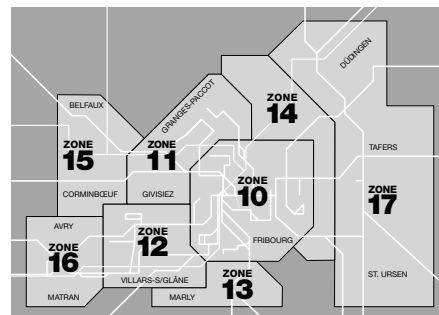 DÜDINGEN
BELFAUX
GRANGES-PACCOT
ZONE
14
ZONE
15
ZONE
11
TAFERS
CORMINBŒUF
GIVISIEZ
ZONE
10
ZONE
17
AVRY
ZONE
16
ZONE
12
FRIBOURG
VILLARS-S/GLÂNE
MATRAN
MARLY
ZONE
13
ST. URSEN